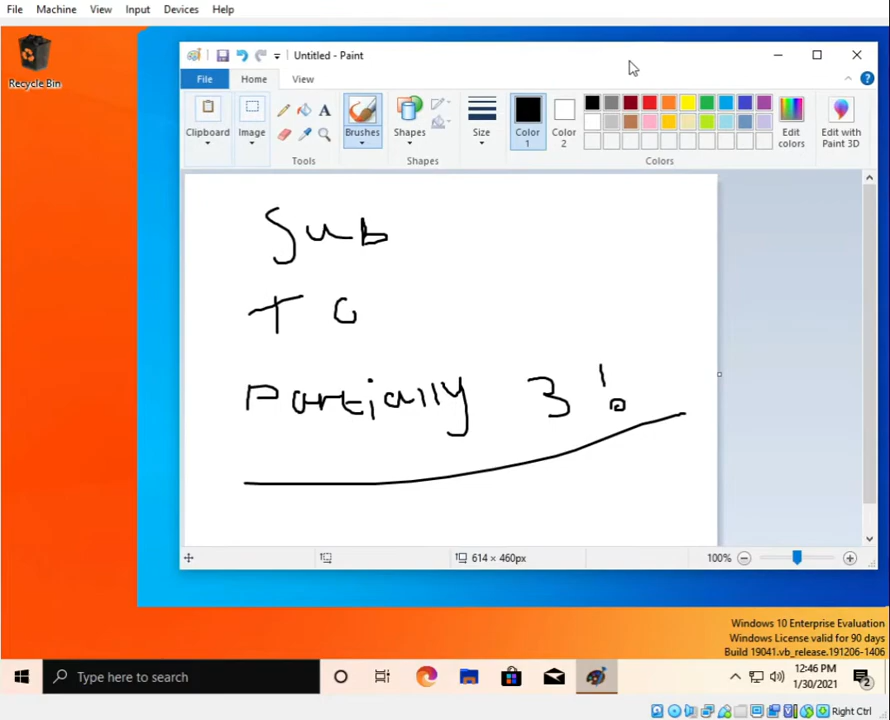 File Machine View Input Devices Help
Recycle Bin
Untitled - Paint
File Home View
Clipboard Image Tools Brushes Shapes Shapes Size Color 1 Color 2 Colors Edit colors Edit with Paint 3D
Sub
To
Partially 3!
614 × 460px 100%
Windows 10 Enterprise Evaluation
Windows License valid for 90 days
Build 19041.vb_release.191206-1406
Type here to search
12:46 PM
1/30/2021
2
Right Ctrl